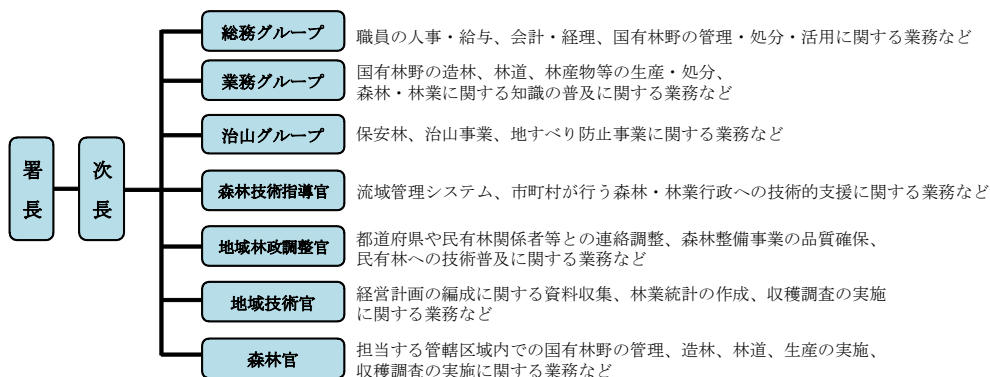 署長
次長
総務グループ
職員の人事・給与、会計・経理、国有林野の管理・処分・活用に関する業務など
業務グループ
国有林野の造林、林道、林産物等の生産・処分、
森林・林業に関する知識の普及に関する業務など
治山グループ
保安林、治山事業、地すべり防止事業に関する業務など
森林技術指導官
流域管理システム、市町村が行う森林・林業行政への技術的支援に関する業務など
地域林政調整官
都道府県や民有林関係者等との連絡調整、森林整備事業の品質確保、
民有林への技術普及に関する業務など
地域技術官
経営計画の編成に関する資料収集、林業統計の作成、収穫調査の実施
に関する業務など
森林官
担当する管轄区域内での国有林野の管理、造林、林道、生産の実施、
収穫調査の実施に関する業務など